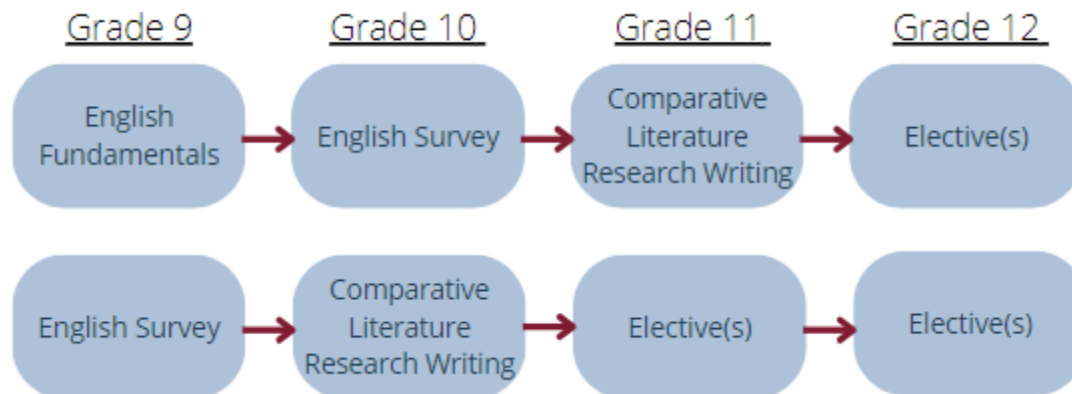 Grade 9 Grade 10 Grade 11 Grade 12
English
Fundamentals
English Survey
Comparative
Literature
Research Writing
Elective(s)
English Survey
Comparative
Literature
Research Writing
Elective(s)
Elective(s)